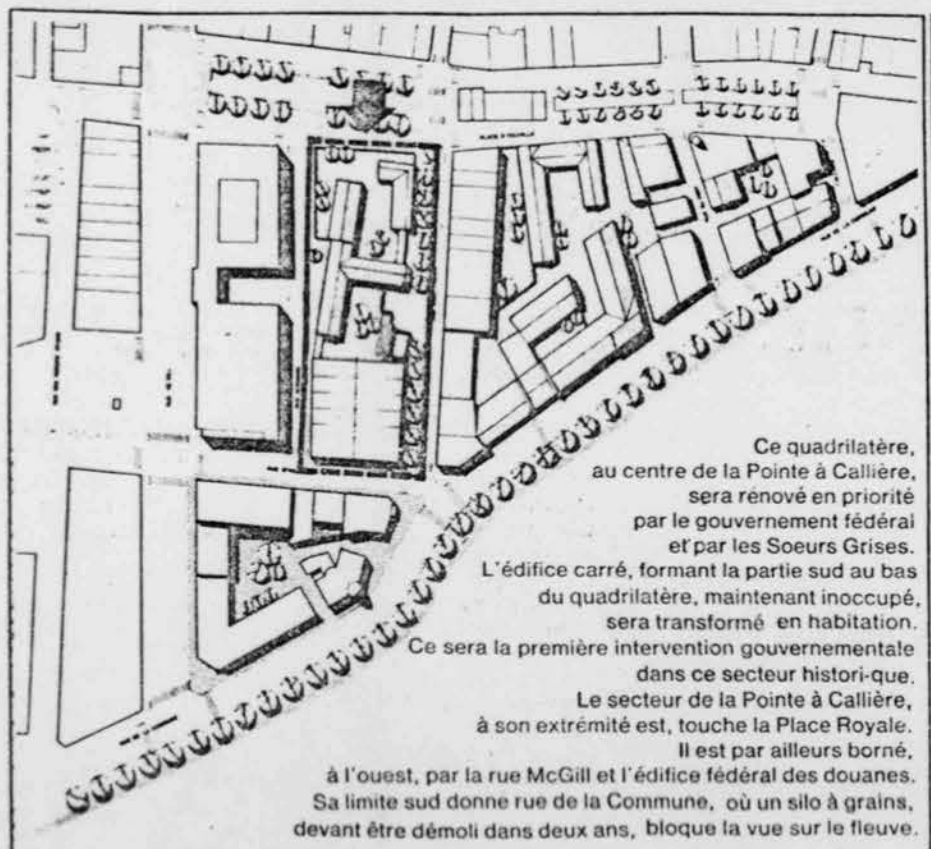 PLACE D'YOUVILLE
Ce quadrilatère,
au centre de la Pointe à Callière,
sera rénové en priorité
par le gouvernement fédéral
et par les Soeurs Grises.
L'édifice carré, formant la partie sud au bas
du quadrilatère, maintenant inoccupé,
sera transformé en habitation.
Ce sera la première intervention gouvernementale
dans ce secteur histori-que.
Le secteur de la Pointe à Callière,
à son extrémité est, touche la Place Royale.
Il est par ailleurs borné,
à l'ouest, par la rue McGill et l'édifice fédéral des douanes.
Sa limite sud donne rue de la Commune, où un silo à grains,
devant être démoli dans deux ans, bloque la vue sur le fleuve.